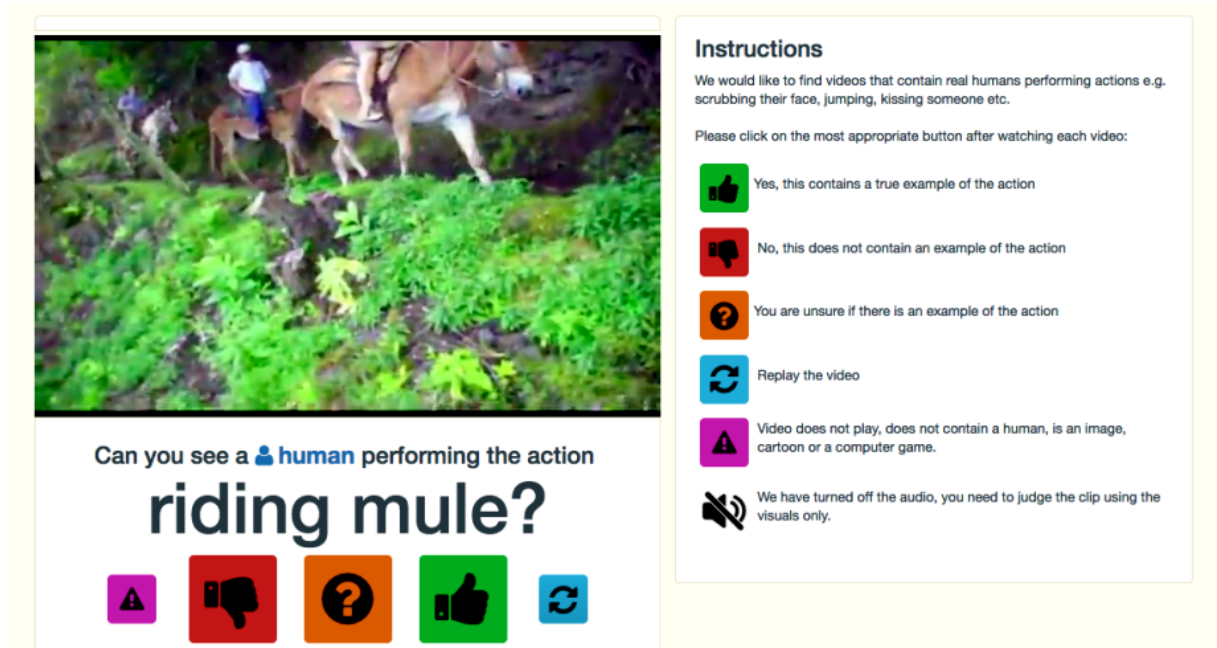 Can you see a human performing the action
riding mule?
Instructions
We would like to find videos that contain real humans performing actions e.g.
scrubbing their face, jumping, kissing someone etc.
Please click on the most appropriate button after watching each video:
Yes, this contains a true example of the action
No, this does not contain an example of the action
You are unsure if there is an example of the action
Replay the video
Video does not play, does not contain a human, is an image,
cartoon or a computer game.
We have turned off the audio, you need to judge the clip using the
visuals only.